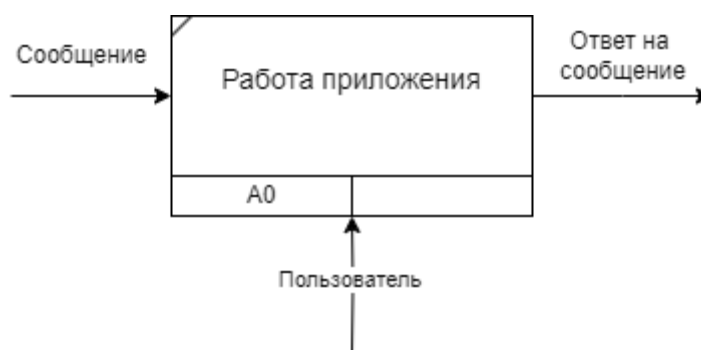 Сообщение
Работа приложения
Ответ на
сообщение
A0
Пользователь